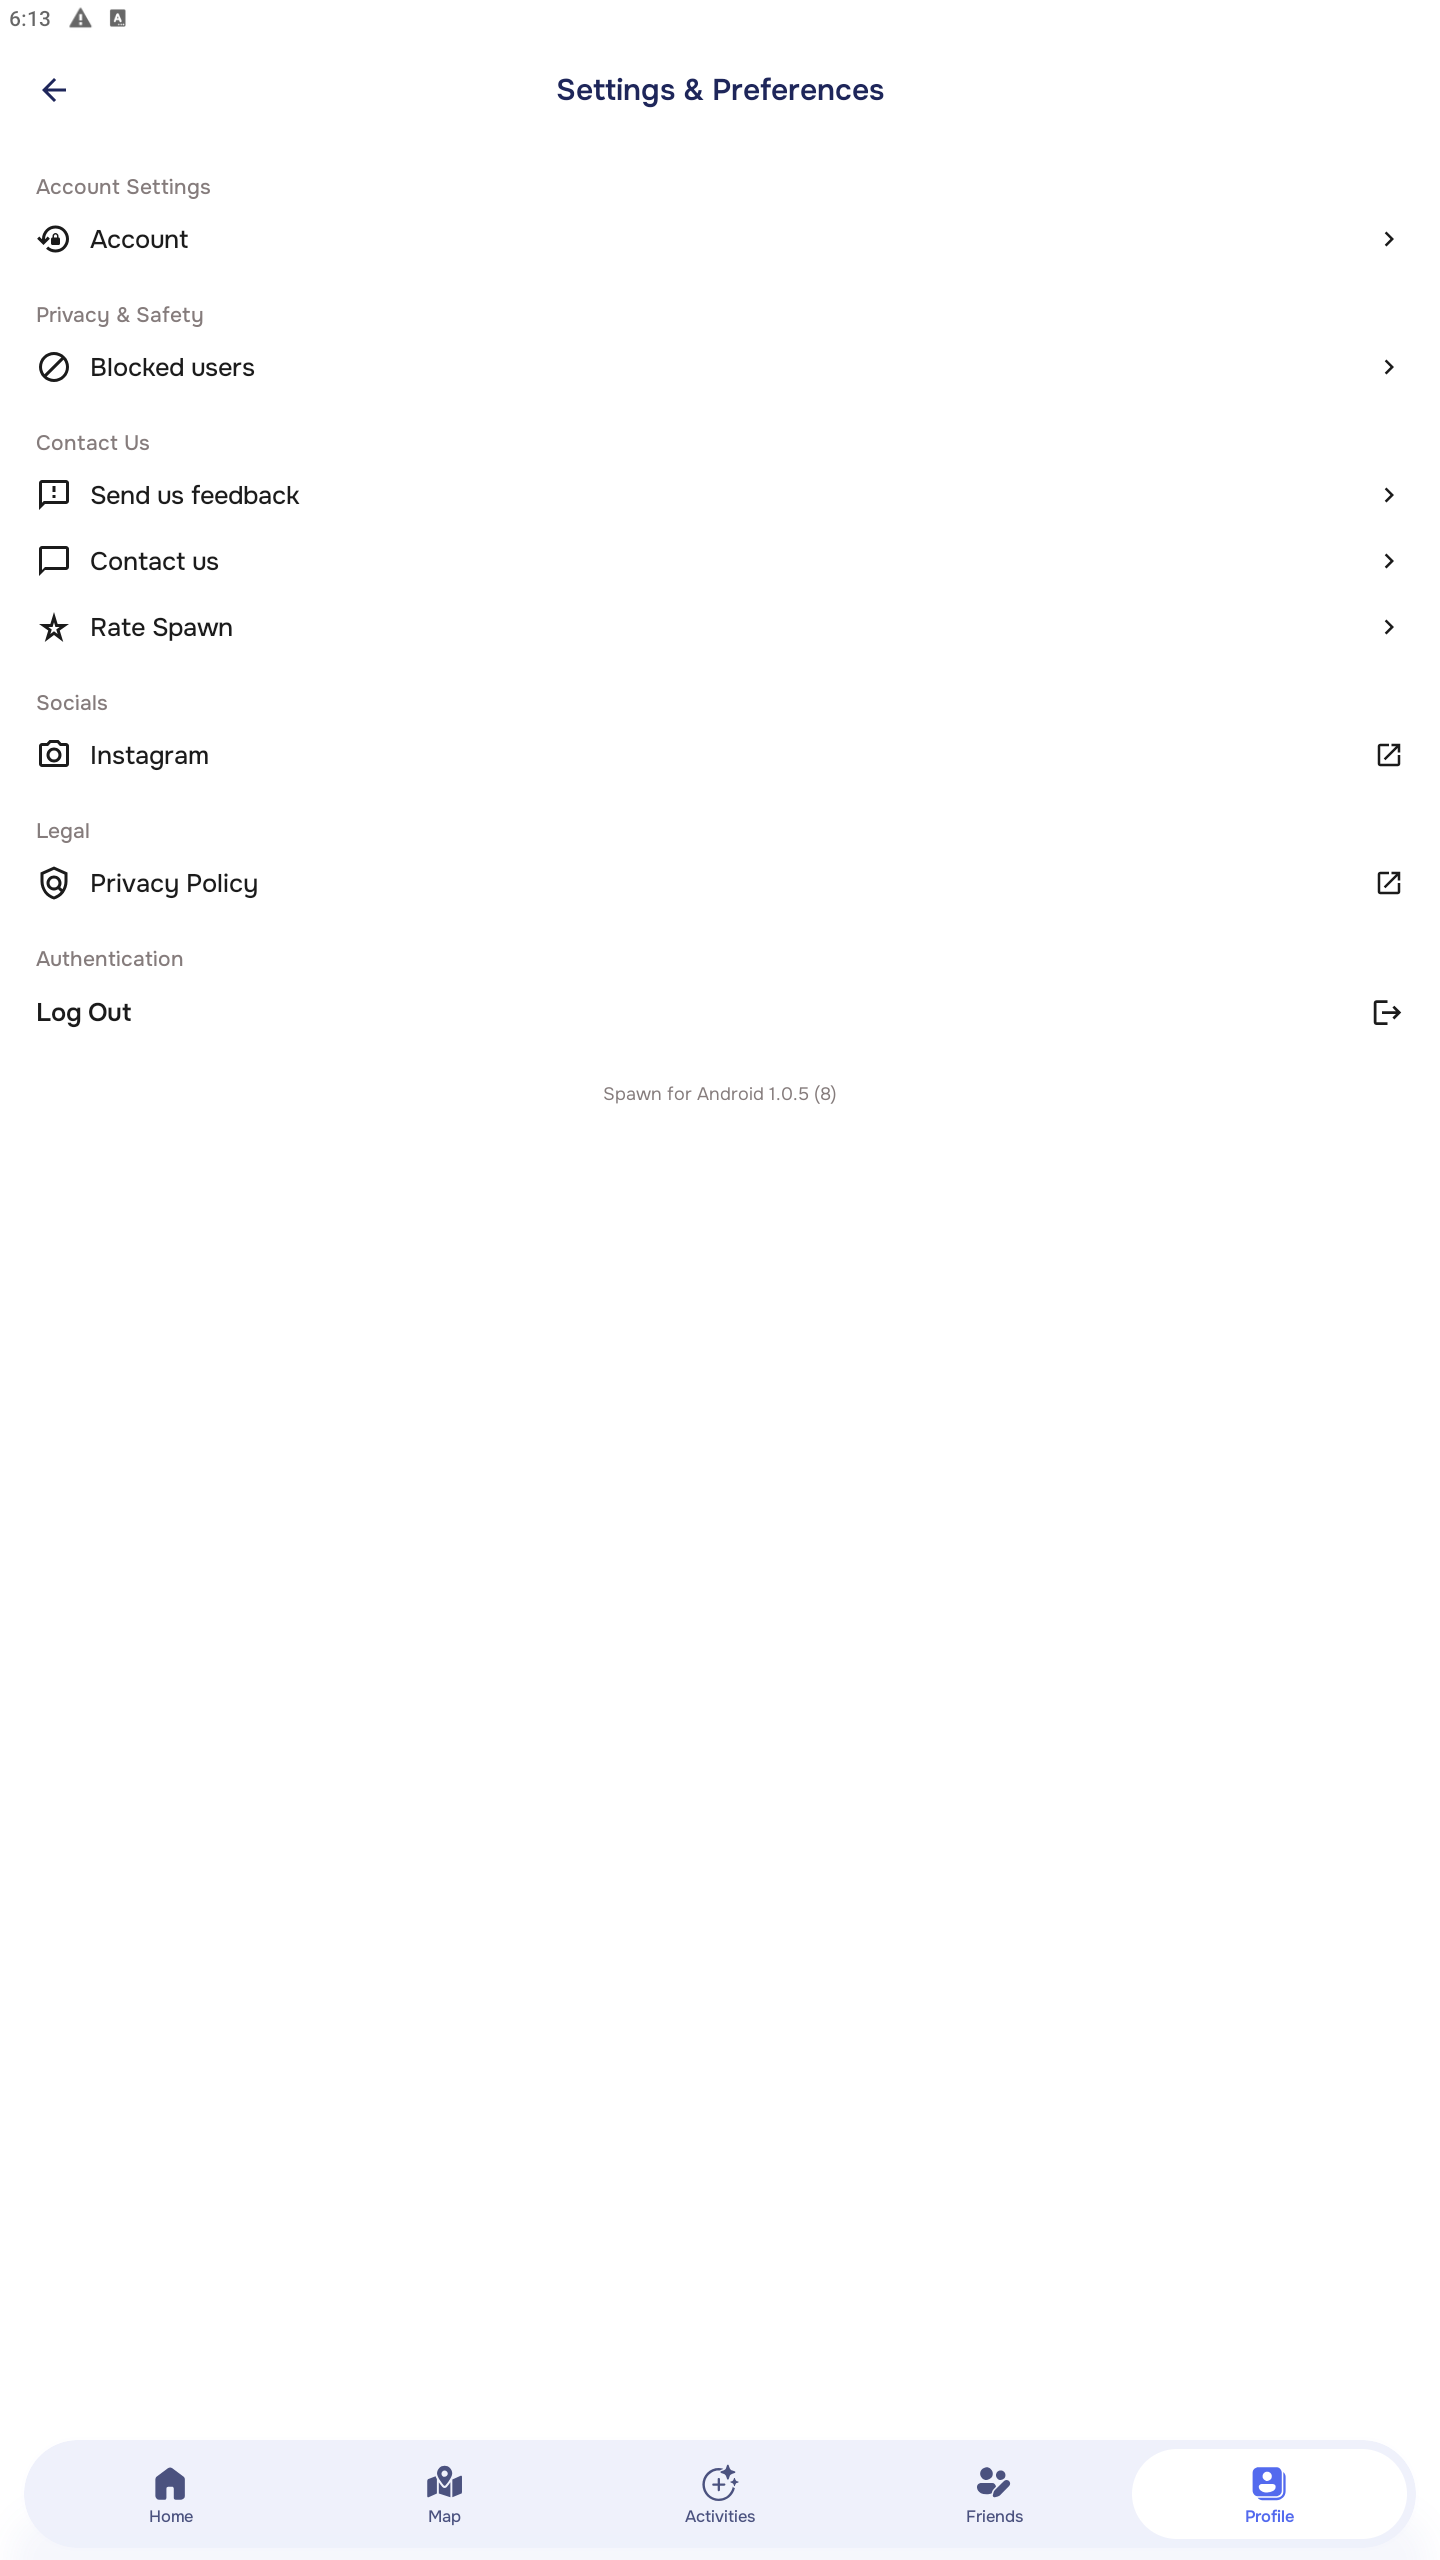 6:13
Settings & Preferences
Account Settings
Account
Privacy & Safety
Blocked users
Contact Us
Send us feedback
Contact us
Rate Spawn
Socials
Instagram
Legal
Privacy Policy
Authentication
Log Out
Spawn for Android 1.0.5 (8)
Home
Map
Activities
Friends
Profile